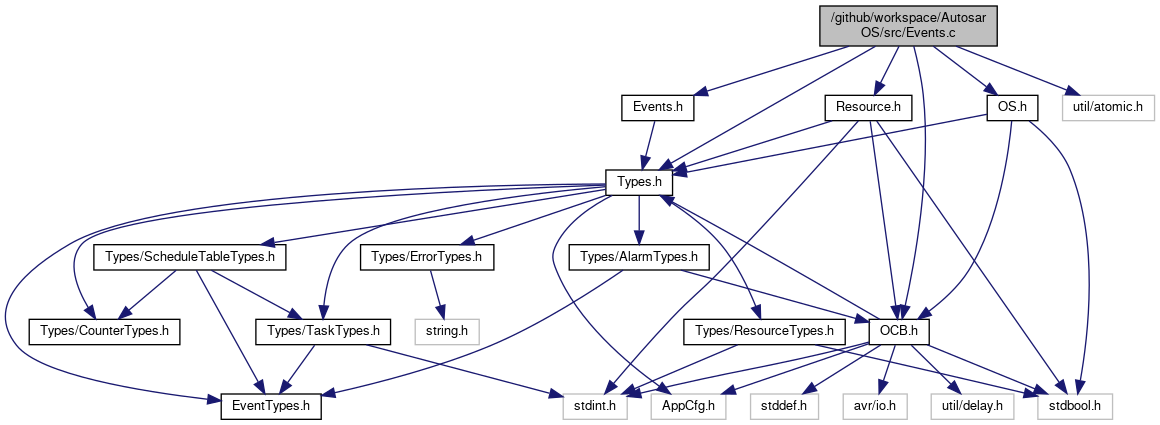 /github/workspace/Autosar
OS/src/Events.c
Events.h
Resource.h
OS.h
util/atomic.h
Types.h
Types/ScheduleTableTypes.h
Types/ErrorTypes.h
Types/AlarmTypes.h
Types/CounterTypes.h
Types/TaskTypes.h
string.h
Types/ResourceTypes.h
OCB.h
EventTypes.h
stdint.h
AppCfg.h
stddef.h
avr/io.h
util/delay.h
stdbool.h